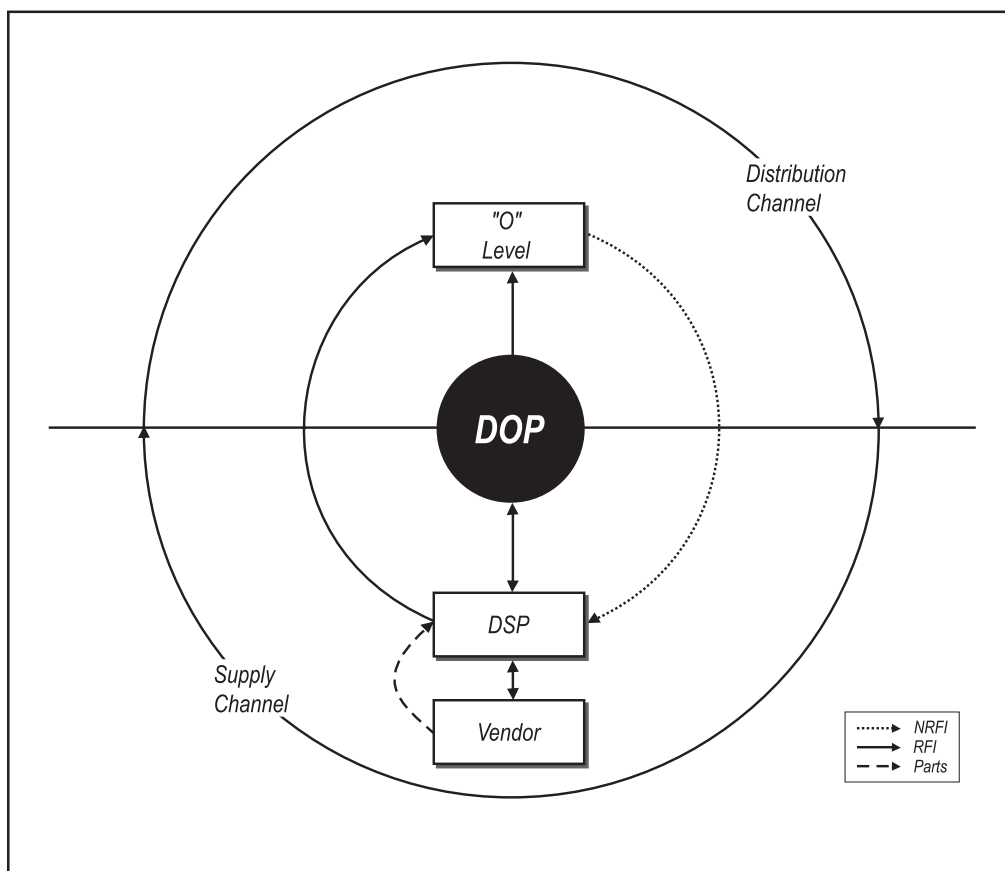 Distribution
Channel
"O"
Level
DOP
DSP
Supply
Channel
Vendor
NRFI
RFI
Parts